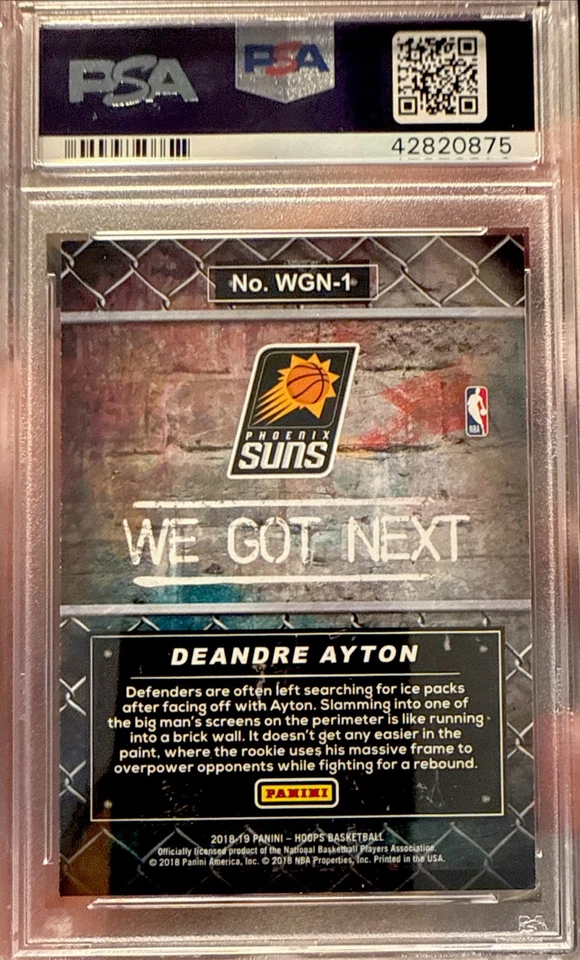 PSA PSA
42820875
No. WGN-1
PHOENIX
SUNS
NBA
WE GOT NEXT
DEANDRE AYTON
Defenders are often left searching for ice packs
after facing off with Ayton. Slamming into one of
the big man's screens on the perimeter is like running
into a brick wall. It doesn't get any easier in the
paint, where the rookie uses his massive frame to
overpower opponents while fighting for a rebound.
PANINI
2018-19 PANINI – HOOPS BASKETBALL
Officially licensed product of the National Basketball Players Association.
© 2018 Panini America, Inc. © 2018 NBA Properties, Inc. Printed in the USA.
PSA